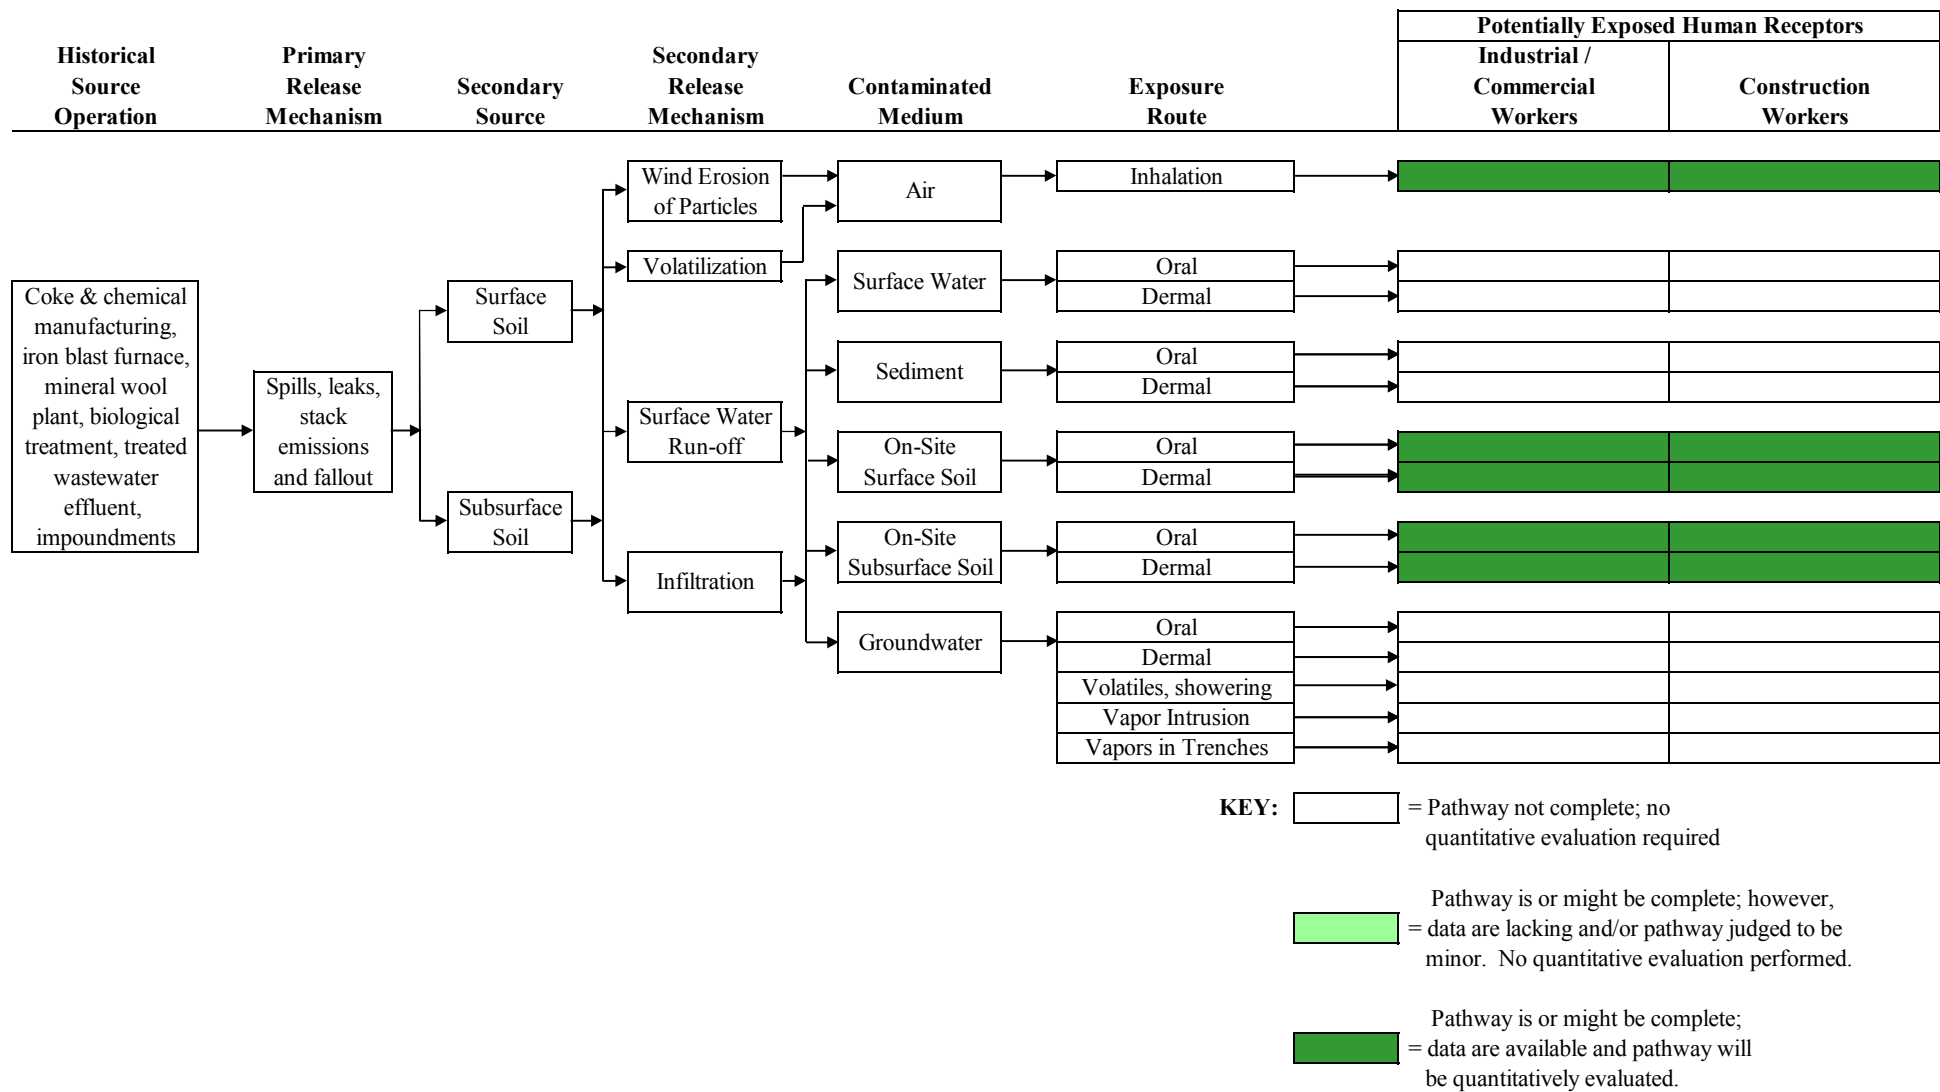 Potentially Exposed Human Receptors
Historical
Source
Operation
Primary
Release
Mechanism
Secondary
Source
Secondary
Release
Mechanism
Contaminated
Medium
Exposure
Route
Industrial /
Commercial
Workers
Construction
Workers
Coke & chemical
manufacturing,
iron blast furnace,
mineral wool
plant, biological
treatment, treated
wastewater
effluent,
impoundments
Spills, leaks,
stack
emissions
and fallout
Surface
Soil
Subsurface
Soil
Wind Erosion
of Particles
Volatilization
Surface Water
Run-off
Infiltration
Air
Surface Water
Sediment
On-Site
Surface Soil
On-Site
Subsurface Soil
Groundwater
Inhalation
Oral
Dermal
Oral
Dermal
Oral
Dermal
Oral
Dermal
Oral
Dermal
Volatiles, showering
Vapor Intrusion
Vapors in Trenches
KEY:
= Pathway not complete; no
quantitative evaluation required
Pathway is or might be complete; however,
= data are lacking and/or pathway judged to be
minor. No quantitative evaluation performed.
Pathway is or might be complete;
= data are available and pathway will
be quantitatively evaluated.